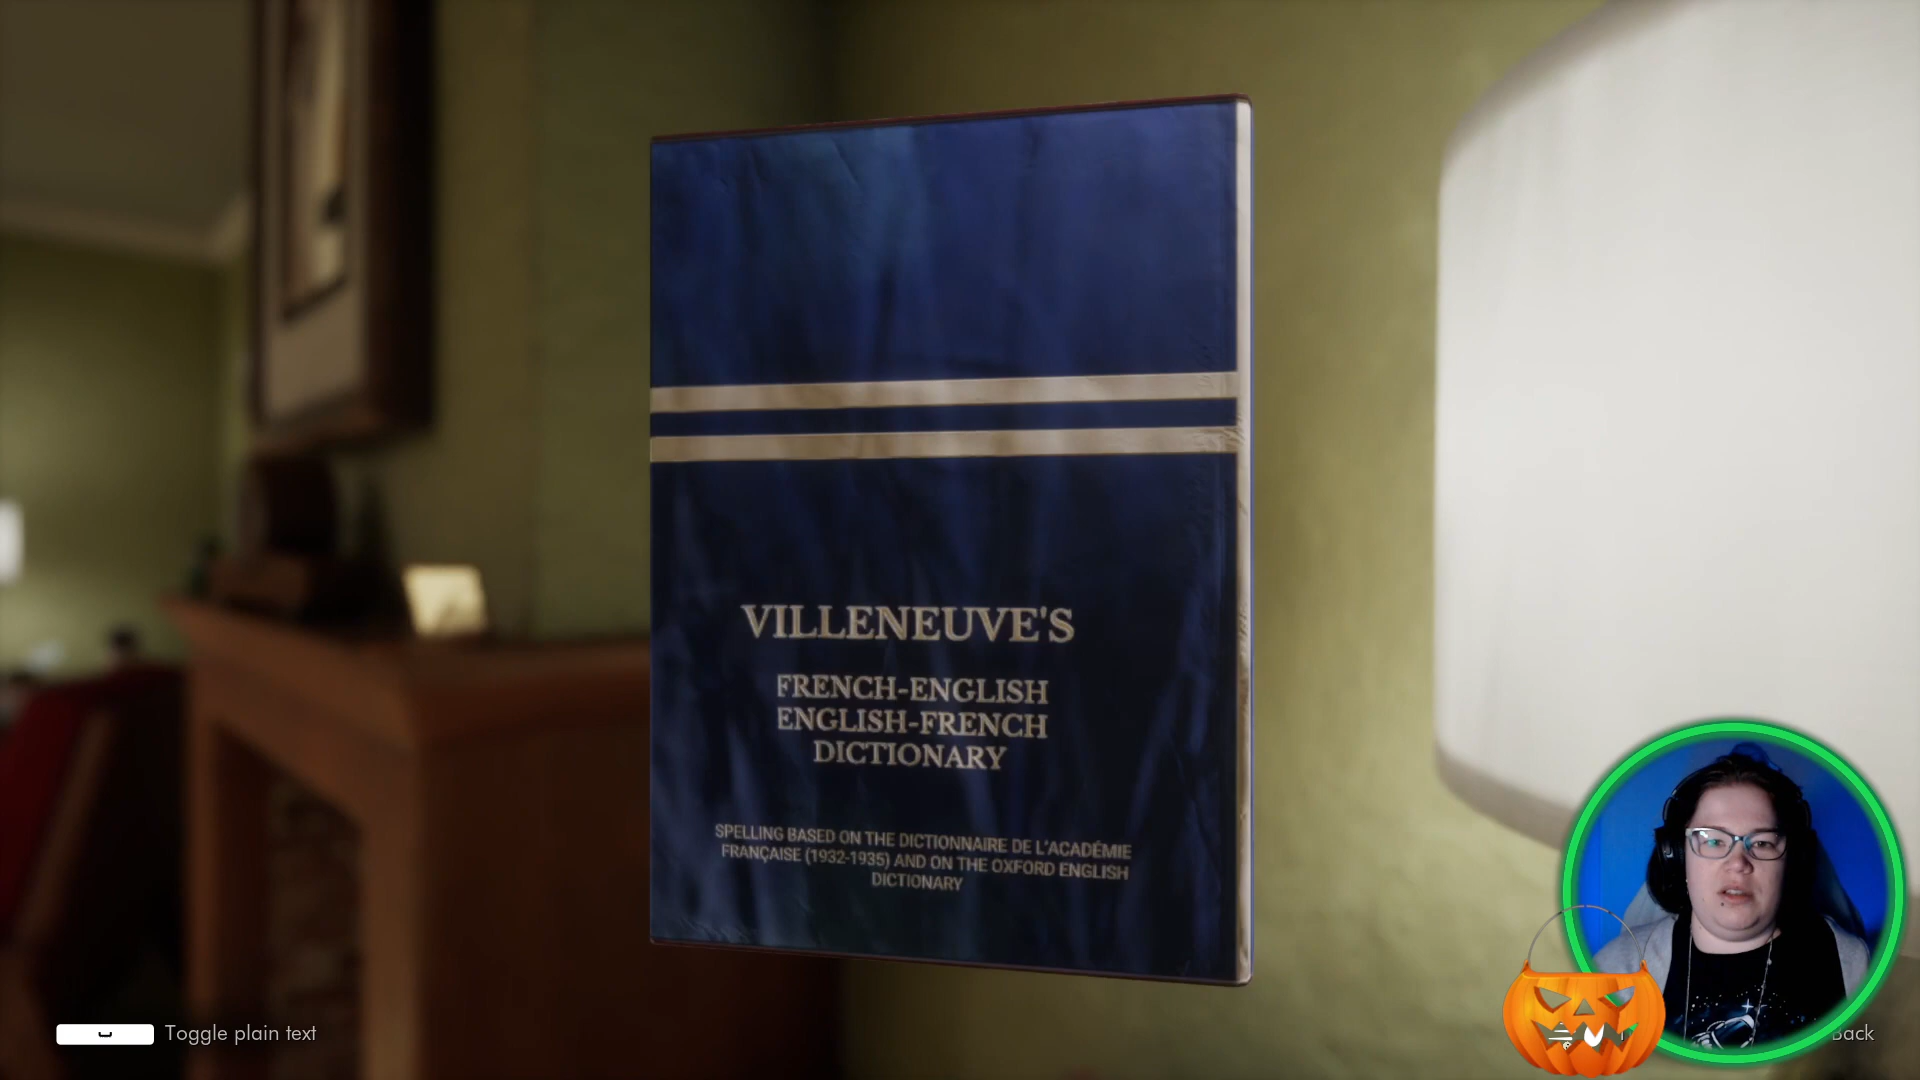 VILLENEUVE'S
FRENCH-ENGLISH
ENGLISH-FRENCH
DICTIONARY
SPELLING BASED ON THE DICTIONNAIRE DE L'ACADÉMIE
FRANÇAISE (1932-1935) AND ON THE OXFORD ENGLISH
DICTIONARY
Toggle plain text
Back